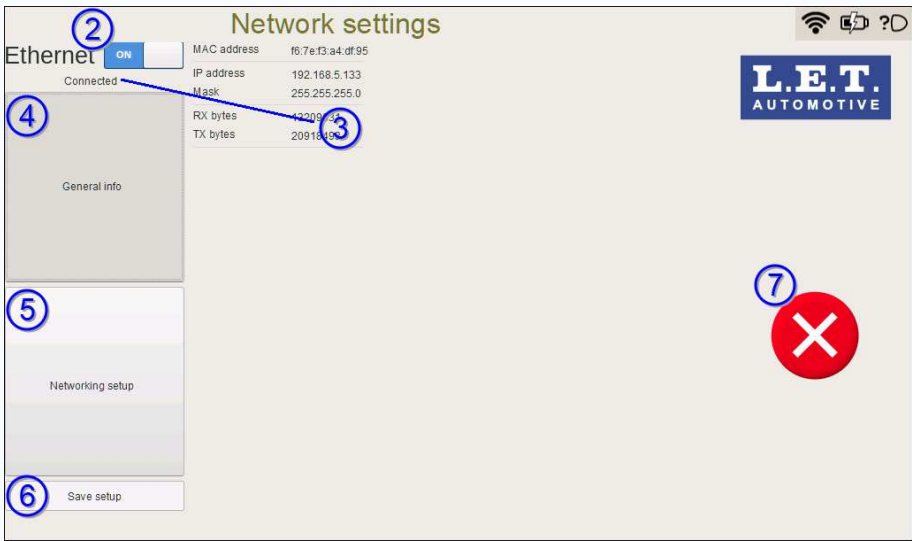 Network settings
2
?
Ethernet ON
Connected
MAC address f6:7e:f3:a4:df:95
IP address 192.168.5.133
Mask 255.255.255.0
RX bytes
TX bytes
3
L.E.T.
AUTOMOTIVE
4
General info
5
Networking setup
6
Save setup
7